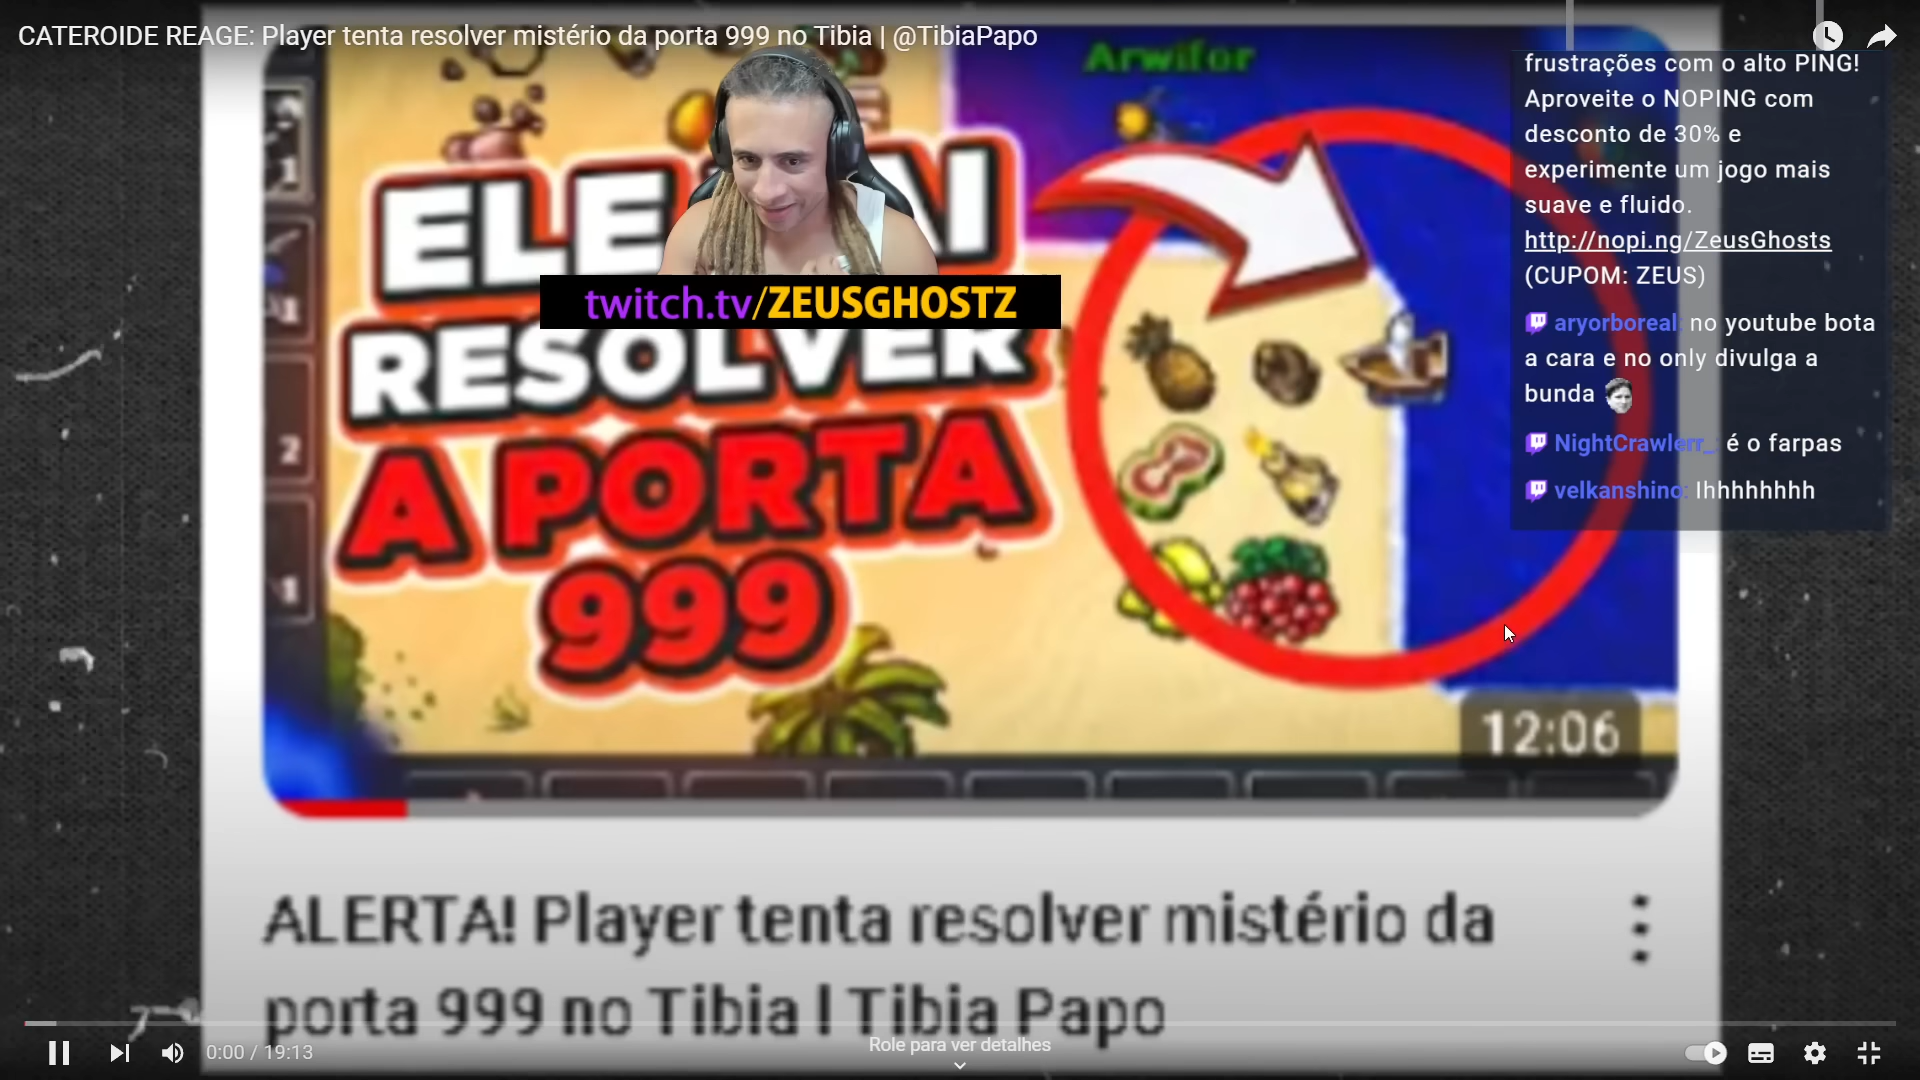 CATEROIDE REAGE: Player tenta resolver mistério da porta 999 no Tibia | @TibiaPapo
Arwifor
frustrações com o alto PING!
Aproveite o NOPING com
desconto de 30% e
experimente um jogo mais
suave e fluido.
http://nopi.ng/ZeusGhosts
(CUPOM: ZEUS)
aryorboreal: no youtube bota
a cara e no only divulga a
bunda
NightCrawlerr_: é o farpas
velkanshino: Ihhhhhhhh
ELE
twitch.tv/ZEUSGHOSTZ
RESOLVER
A PORTA
999
1
2
1
12:06
ALERTA! Player tenta resolver mistério da
porta 999 no Tibia l Tibia Papo
0:00 / 19:13
Role para ver detalhes